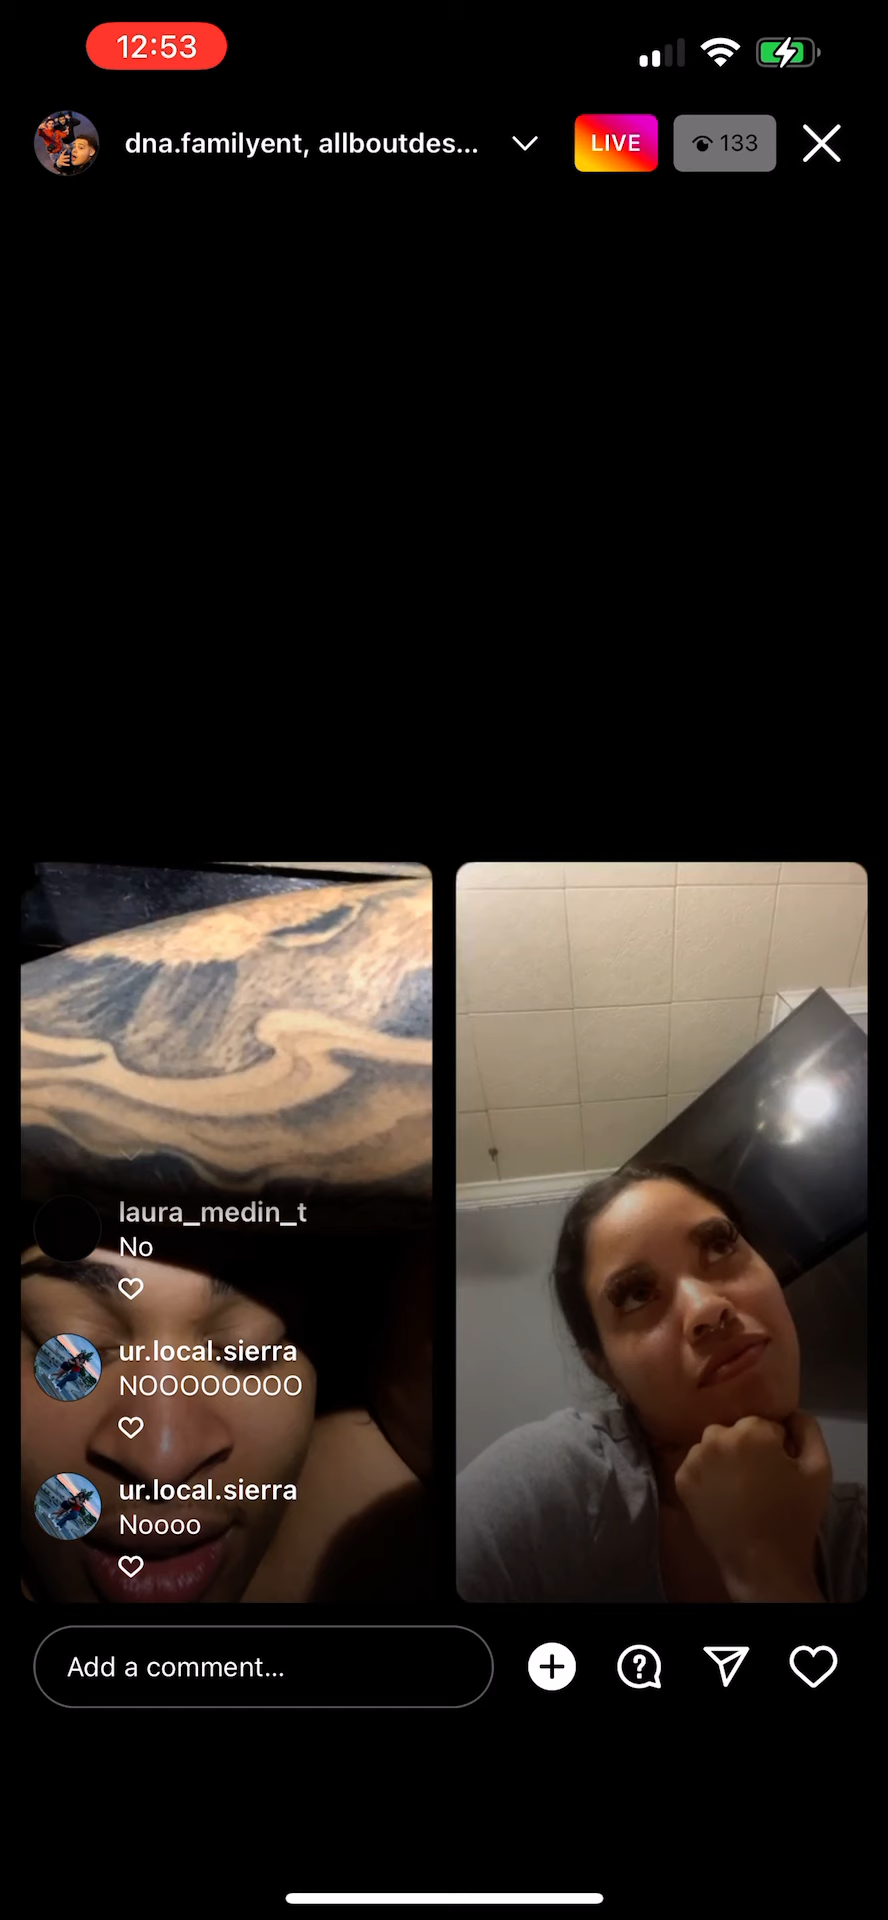 12:53
dna.familyent, allboutdes...
LIVE
133
laura_medin_t
No
ur.local.sierra
NOOOOOOOO
ur.local.sierra
Noooo
Add a comment...